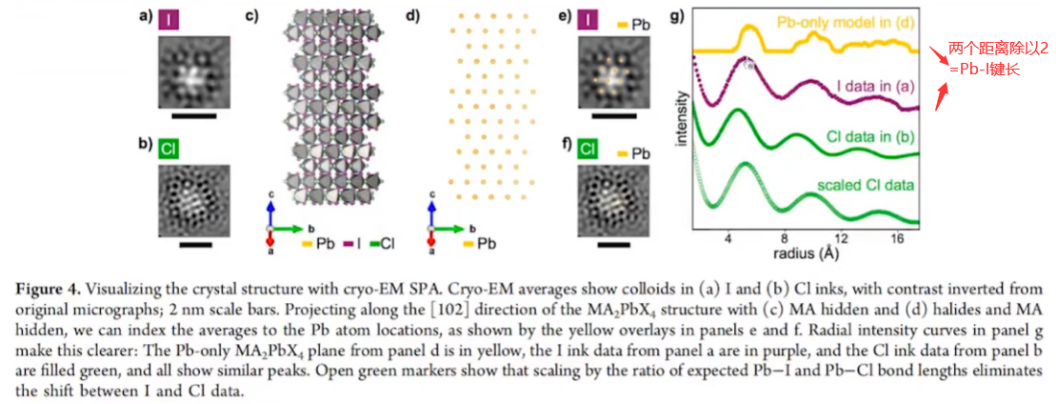 a) I
c)
d)
e) I Pb
g)
Pb-only model in (d)
两个距离除以2
=Pb-I键长
I data in (a)
b) Cl
f) Cl Pb
intensity
Cl data in (b)
scaled Cl data
c
b
a
Pb I Cl
c
b
a
Pb
4 8 12 16
radius (Å)
Figure 4. Visualizing the crystal structure with cryo-EM SPA. Cryo-EM averages show colloids in (a) I and (b) Cl inks, with contrast inverted from
original micrographs; 2 nm scale bars. Projecting along the [102] direction of the MA₂PbX₄ structure with (c) MA hidden and (d) halides and MA
hidden, we can index the averages to the Pb atom locations, as shown by the yellow overlays in panels e and f. Radial intensity curves in panel g
make this clearer: The Pb-only MA₂PbX₄ plane from panel d is in yellow, the I ink data from panel a are in purple, and the Cl ink data from panel b
are filled green, and all show similar peaks. Open green markers show that scaling by the ratio of expected Pb−I and Pb−Cl bond lengths eliminates
the shift between I and Cl data.